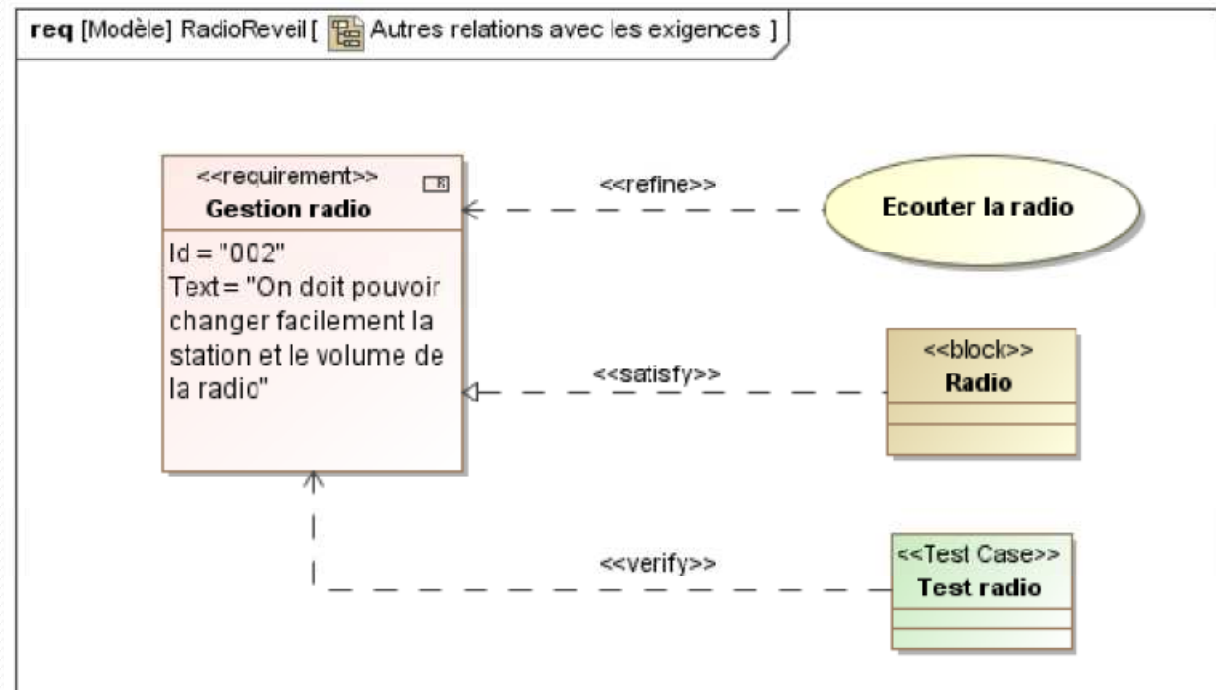 req [Modèle] RadioReveil [ Autres relations avec les exigences ]
<<requirement>>
Gestion radio
Id = "002"
Text= "On doit pouvoir
changer facilement la
station et le volume de
la radio"
<<refine>>
Ecouter la radio
<<satisfy>>
<<block>>
Radio
<<verify>>
<<Test Case>>
Test radio